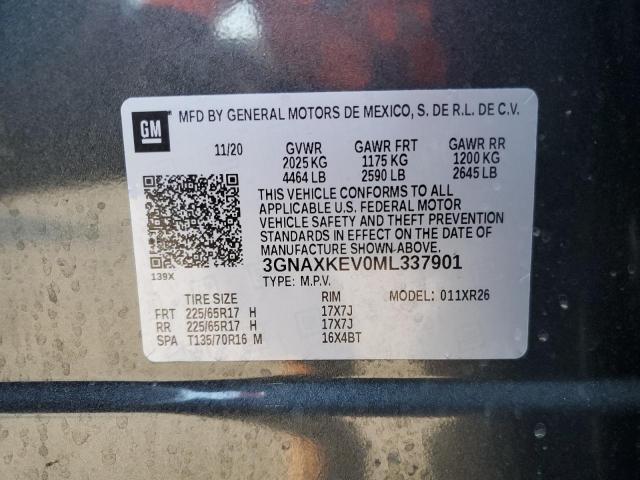 GM
MFD BY GENERAL MOTORS DE MEXICO, S. DE R.L. DE C.V.
11/20 GVWR GAWR FRT GAWR RR
2025 KG 1175 KG 1200 KG
4464 LB 2590 LB 2645 LB
THIS VEHICLE CONFORMS TO ALL
APPLICABLE U.S. FEDERAL MOTOR
VEHICLE SAFETY AND THEFT PREVENTION
STANDARDS IN EFFECT ON THE DATE OF
MANUFACTURE SHOWN ABOVE.
139X
3GNAXKEV0ML337901
TYPE: M.P.V.
TIRE SIZE RIM MODEL: 011XR26
FRT 225/65R17 H 17X7J
RR 225/65R17 H 17X7J
SPA T135/70R16 M 16X4BT